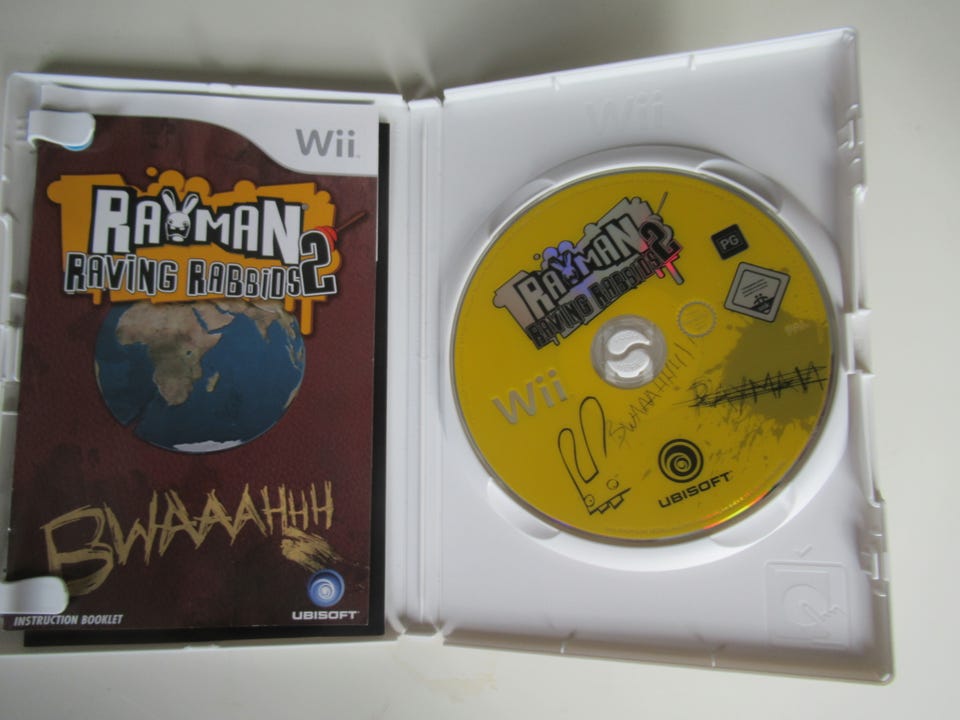 Wii
RAYMAN
RAVING RABBIDS 2
BWAAAHHH
UBISOFT
INSTRUCTION BOOKLET
Wii
RAYMAN
RAVING RABBIDS 2
PG
Wii
BWAAAHHH
RAYMAN
UBISOFT